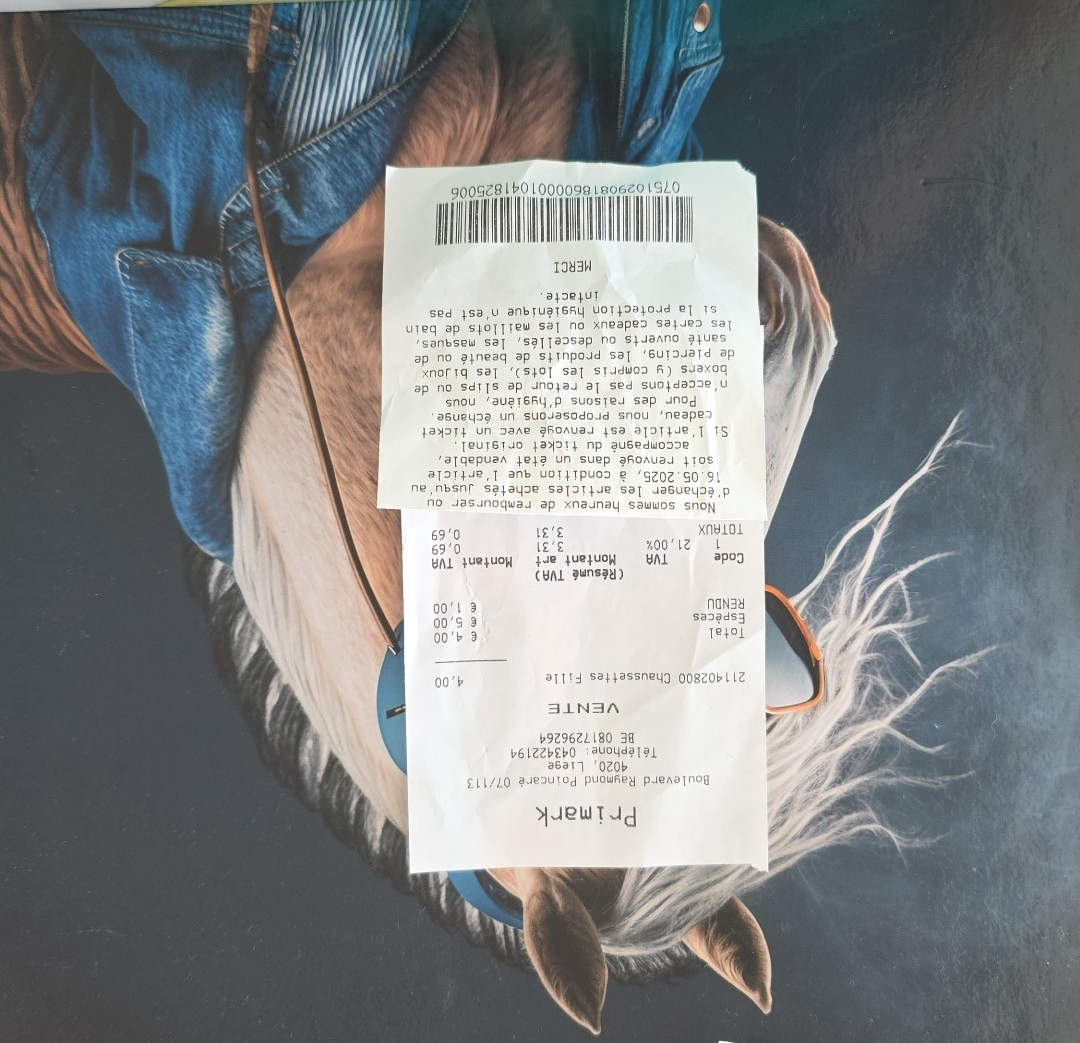 Primark
Boulevard Raymond Poincaré 07/113
4020, Liege
Téléphone: 043422194
BE 0817296264
VENTE
211402800 Chaussettes Fille 4,00
Total € 4,00
Espèces € 5,00
RENDU € 1,00
(Résumé TVA)
Code TVA Montant art Montant TVA
1 21,00% 3,31 0,69
TOTAUX 3,31 0,69
Nous sommes heureux de rembourser ou
d'échanger les articles achetés jusqu'au
16.05.2025, à condition que l'article
soit renvoyé dans un état vendable,
accompagné du ticket original.
Si l'article est renvoyé avec un ticket
cadeau, nous proposerons un échange.
Pour des raisons d'hygiène, nous
n'acceptons pas le retour de slips ou de
boxers (y compris les lots), les bijoux
de piercing, les produits de beauté ou de
santé ouverts ou descellés, les masques,
les cartes cadeaux ou les maillots de bain
si la protection hygiénique n'est pas
intacte.
MERCI
07510290818600001041825006